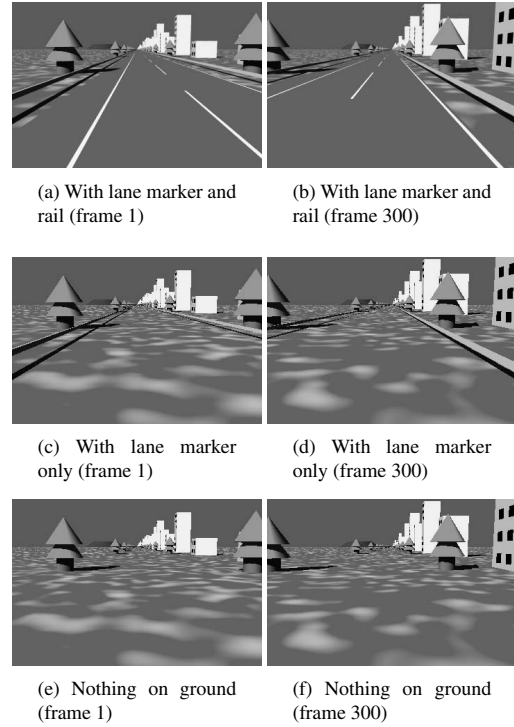 (a) With lane marker and
rail (frame 1)
(b) With lane marker and
rail (frame 300)
(c) With lane marker
only (frame 1)
(d) With lane marker
only (frame 300)
(e) Nothing on ground
(frame 1)
(f) Nothing on ground
(frame 300)